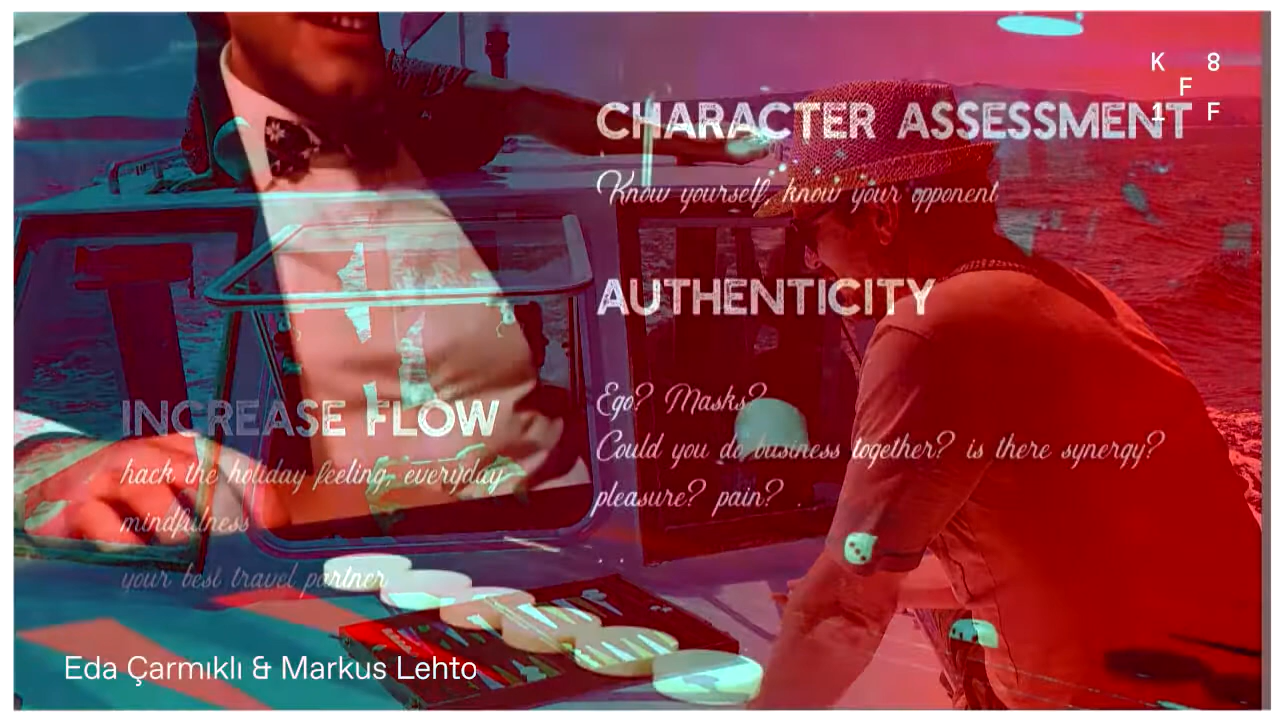 K 8
F
1 F
CHARACTER ASSESSMENT
Know yourself, know your opponent
AUTHENTICITY
Ego? Masks?
Could you do business together? is there synergy?
pleasure? pain? .
. .
INCREASE FLOW
hack the holiday feeling, everyday
mindfulness
your best travel partner
Eda Çarmıklı & Markus Lehto